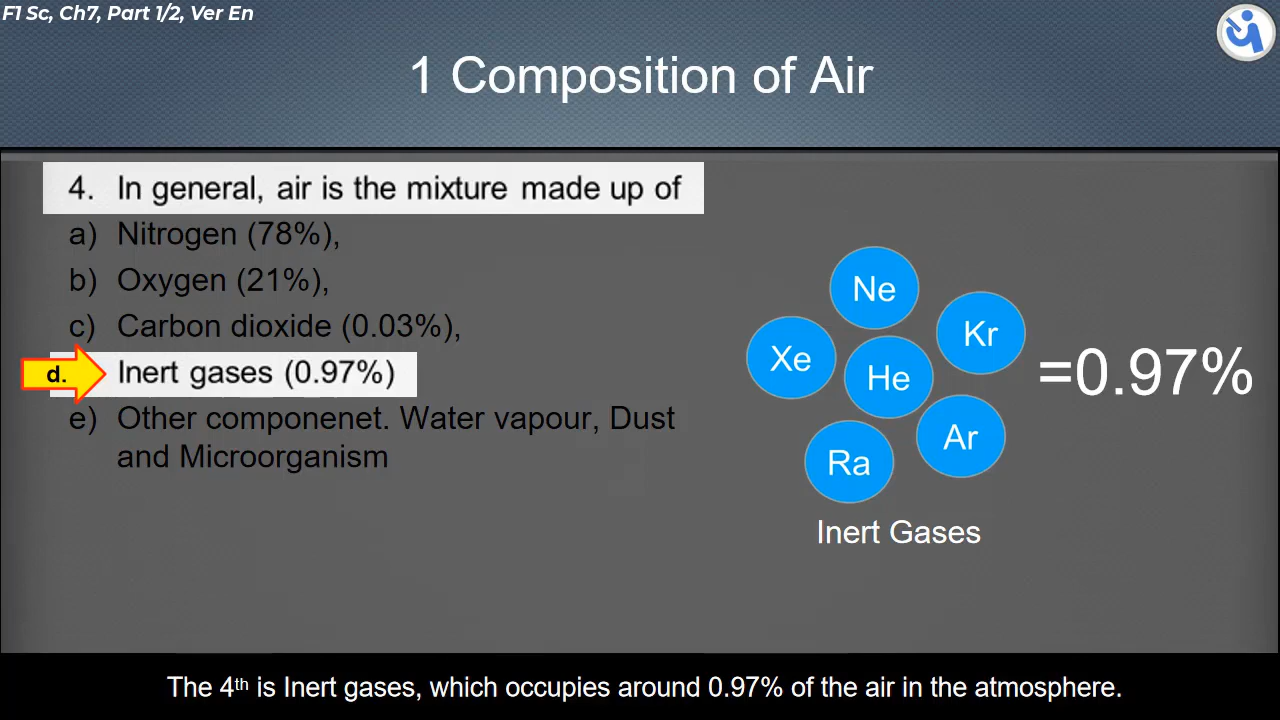 F1 Sc, Ch7, Part 1/2, Ver En
1 Composition of Air
4. In general, air is the mixture made up of
a) Nitrogen (78%),
b) Oxygen (21%),
c) Carbon dioxide (0.03%),
d. Inert gases (0.97%)
e) Other componenet. Water vapour, Dust
and Microorganism
Ne
Kr
Xe
He
Ar
Ra
=0.97%
Inert Gases
The 4th is Inert gases, which occupies around 0.97% of the air in the atmosphere.